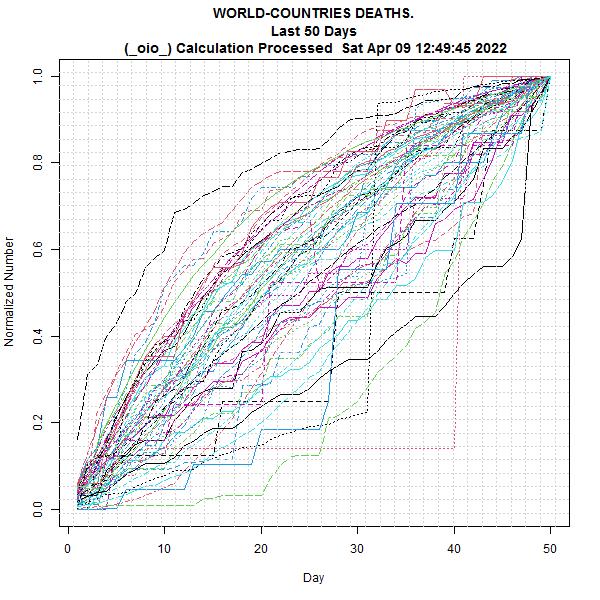 WORLD-COUNTRIES DEATHS.
Last 50 Days
(_oio_) Calculation Processed  Sat Apr 09 12:49:45 2022
Normalized Number
1.0
0.8
0.6
0.4
0.2
0.0
0 10 20 30 40 50
Day